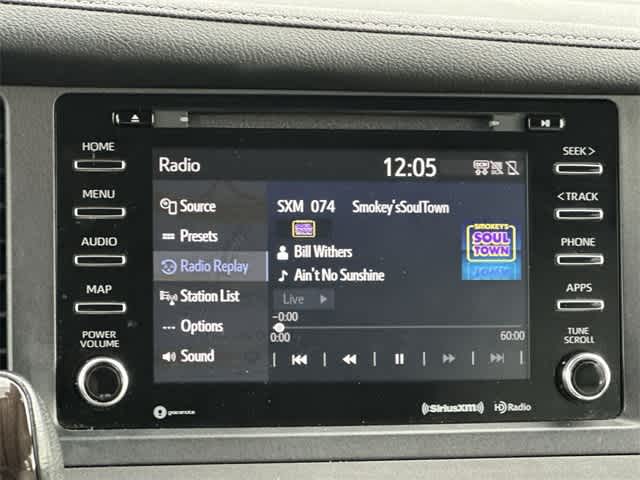 HOME
SEEK >
MENU
< TRACK
AUDIO
PHONE
MAP
APPS
POWER
VOLUME
TUNE
SCROLL
Radio
12:05
DCM
Source
Presets
Radio Replay
Station List
Options
Sound
SXM 074 Smokey'sSoulTown
Bill Withers
Ain't No Sunshine
Live
-0:00
0:00
60:00
SMOKEY'S
SOUL
TOWN
gracenote
((SiriusXM))
HD Radio